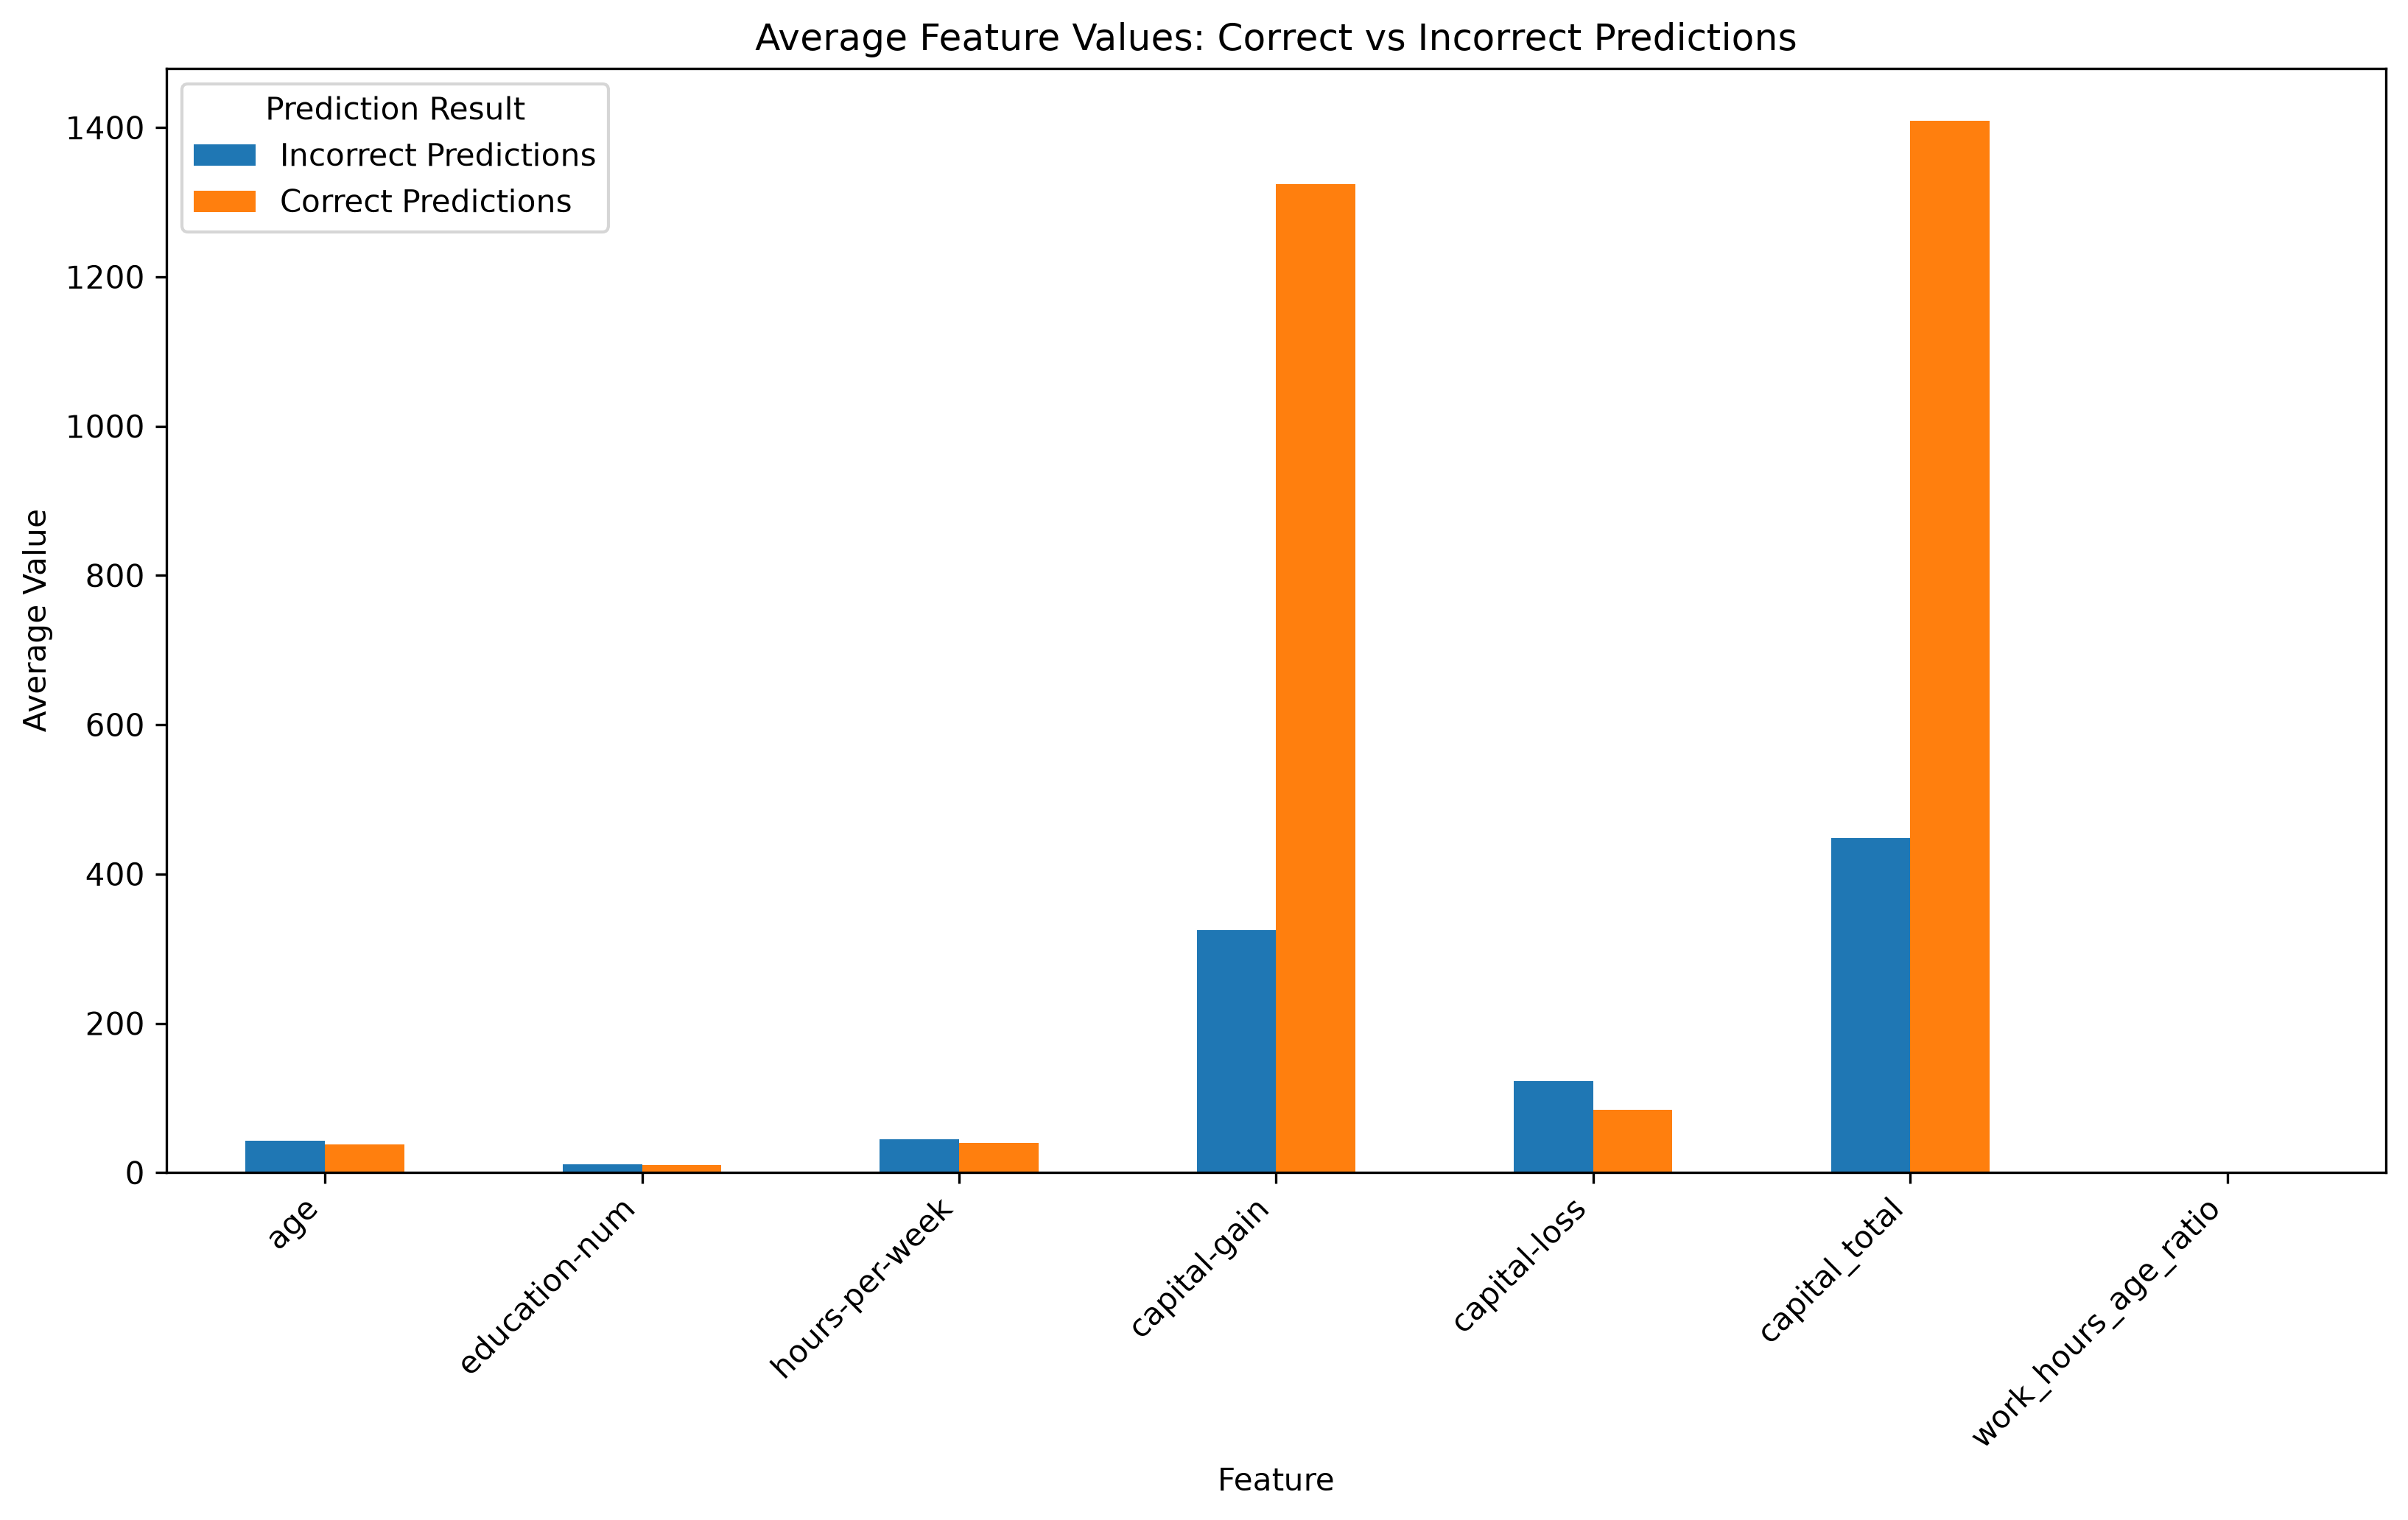 Average Feature Values: Correct vs Incorrect Predictions
Prediction Result
Incorrect Predictions
Correct Predictions
1400
1200
1000
800
600
400
200
0
Average Value
age
education-num
hours-per-week
capital-gain
capital-loss
capital_total
work_hours_age_ratio
Feature